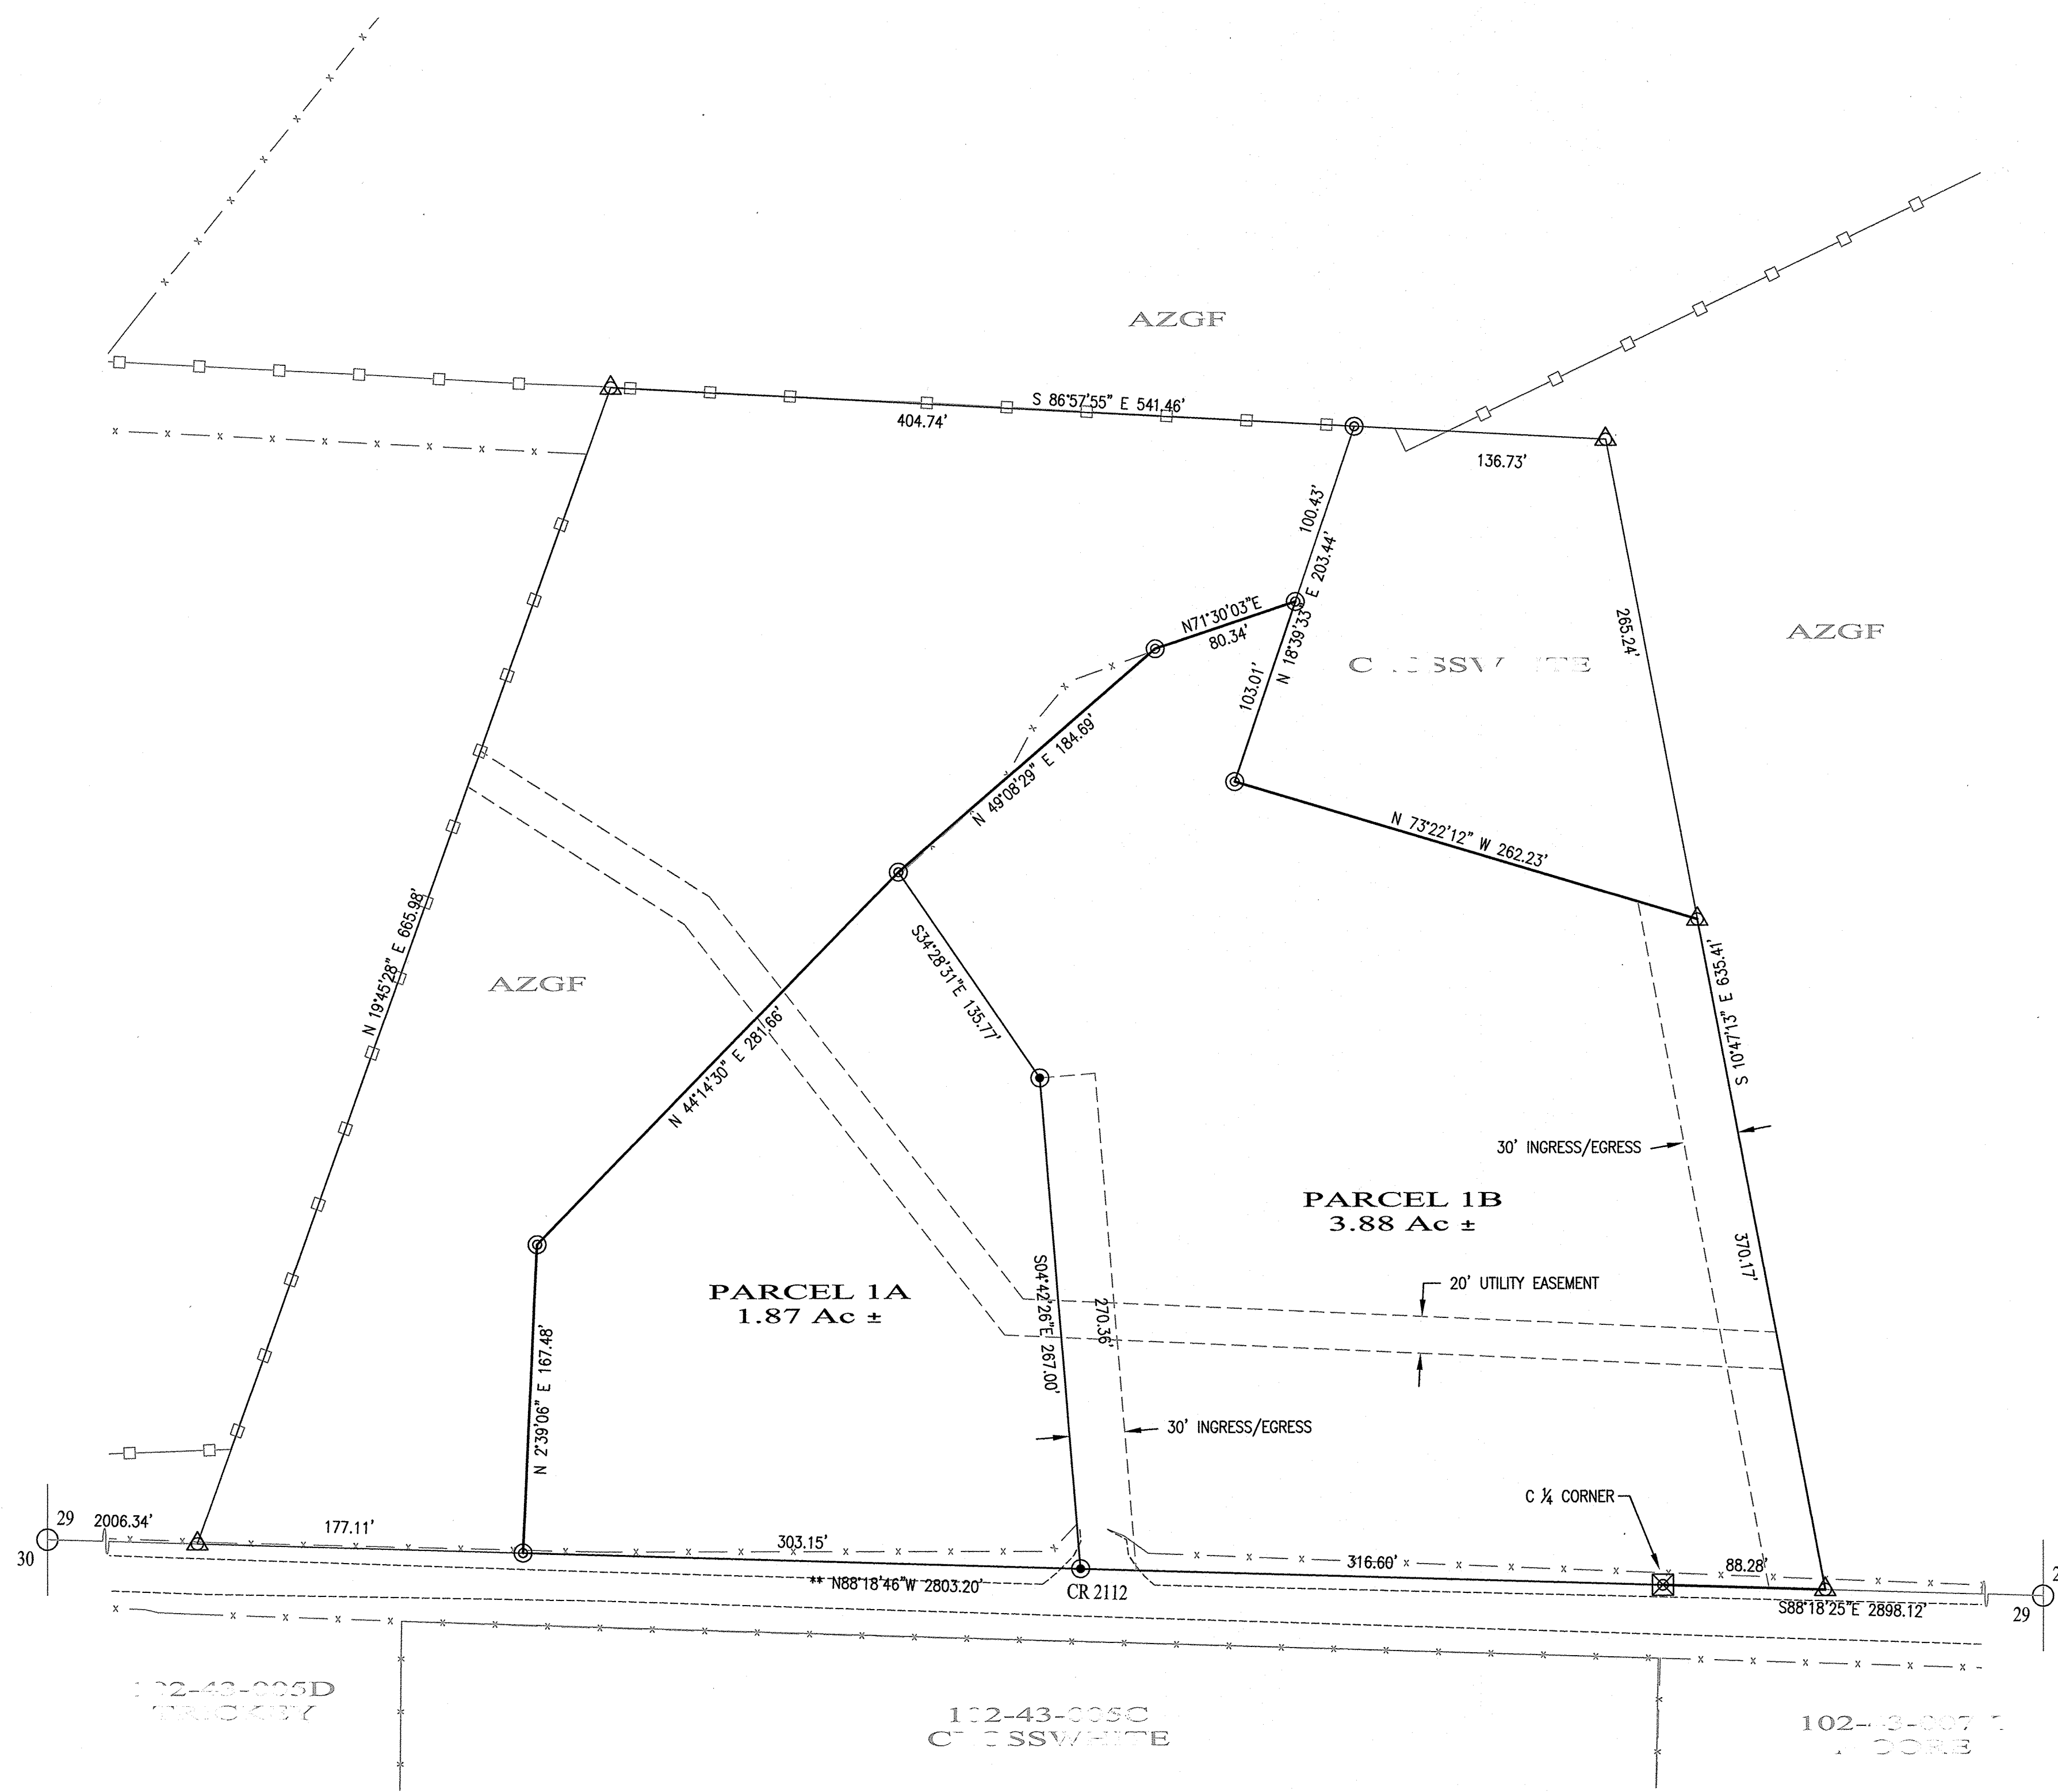 AZGF
S 86°57'55" E 541.46'
404.74'
136.73'
100.43'
N 18°39'33" E 203.44'
103.01'
N71°30'03"E
80.34'
265.24'
AZGF
N 49°08'29" E 184.69'
N 73°22'12" W 262.23'
N 19°45'28" E 665.98'
AZGF
S34°28'31"E 135.77'
S 10°47'13" E 635.41'
N 44°14'30" E 281.66'
30' INGRESS/EGRESS
PARCEL 1B
3.88 Ac ±
370.17'
PARCEL 1A
1.87 Ac ±
20' UTILITY EASEMENT
S04°42'26"E 267.00'
270.36'
N 2°39'06" E 167.48'
30' INGRESS/EGRESS
C ¼ CORNER
29
30
2006.34'
177.11'
303.15'
316.60'
88.28'
** N88°18'46"W 2803.20'
CR 2112
S88°18'25"E 2898.12'
29
TRICKEY
102-43-005C
CROSSWHITE